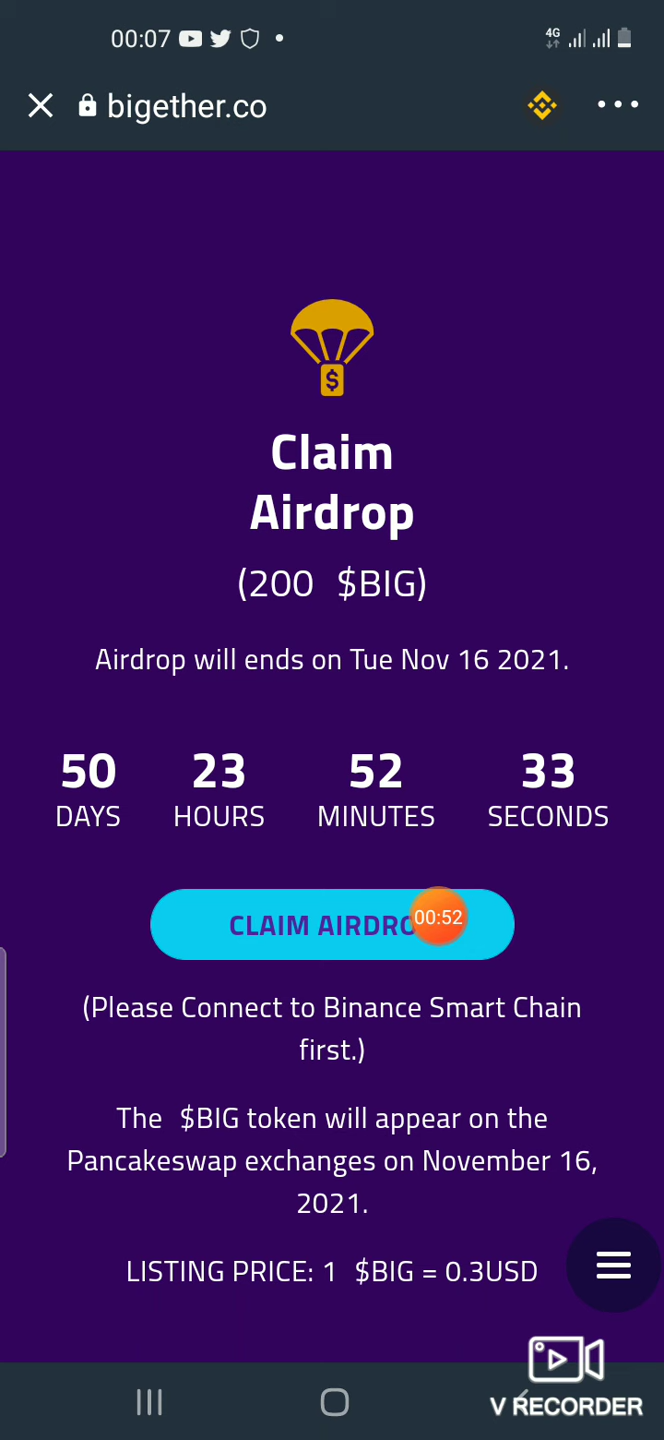 00:07
4G
bigether.co
$
Claim
Airdrop
(200 $BIG)
Airdrop will ends on Tue Nov 16 2021.
50 23 52 33
DAYS HOURS MINUTES SECONDS
CLAIM AIRDRO
00:52
(Please Connect to Binance Smart Chain
first.)
The $BIG token will appear on the
Pancakeswap exchanges on November 16,
2021.
LISTING PRICE: 1 $BIG = 0.3USD
V RECORDER